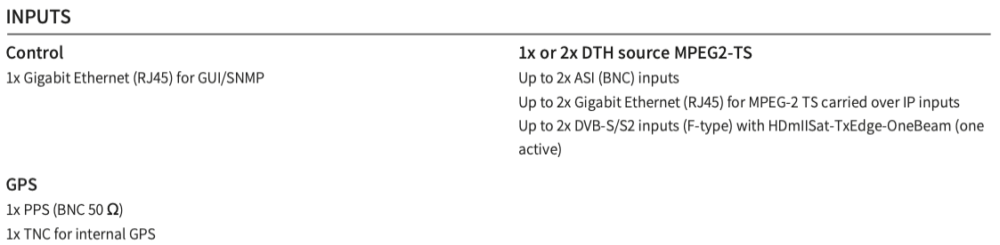 INPUTS
Control
1x Gigabit Ethernet (RJ45) for GUI/SNMP
1x or 2x DTH source MPEG2-TS
Up to 2x ASI (BNC) inputs
Up to 2x Gigabit Ethernet (RJ45) for MPEG-2 TS carried over IP inputs
Up to 2x DVB-S/S2 inputs (F-type) with HDmIISat-TxEdge-OneBeam (one
active)
GPS
1x PPS (BNC 50 Ω)
1x TNC for internal GPS